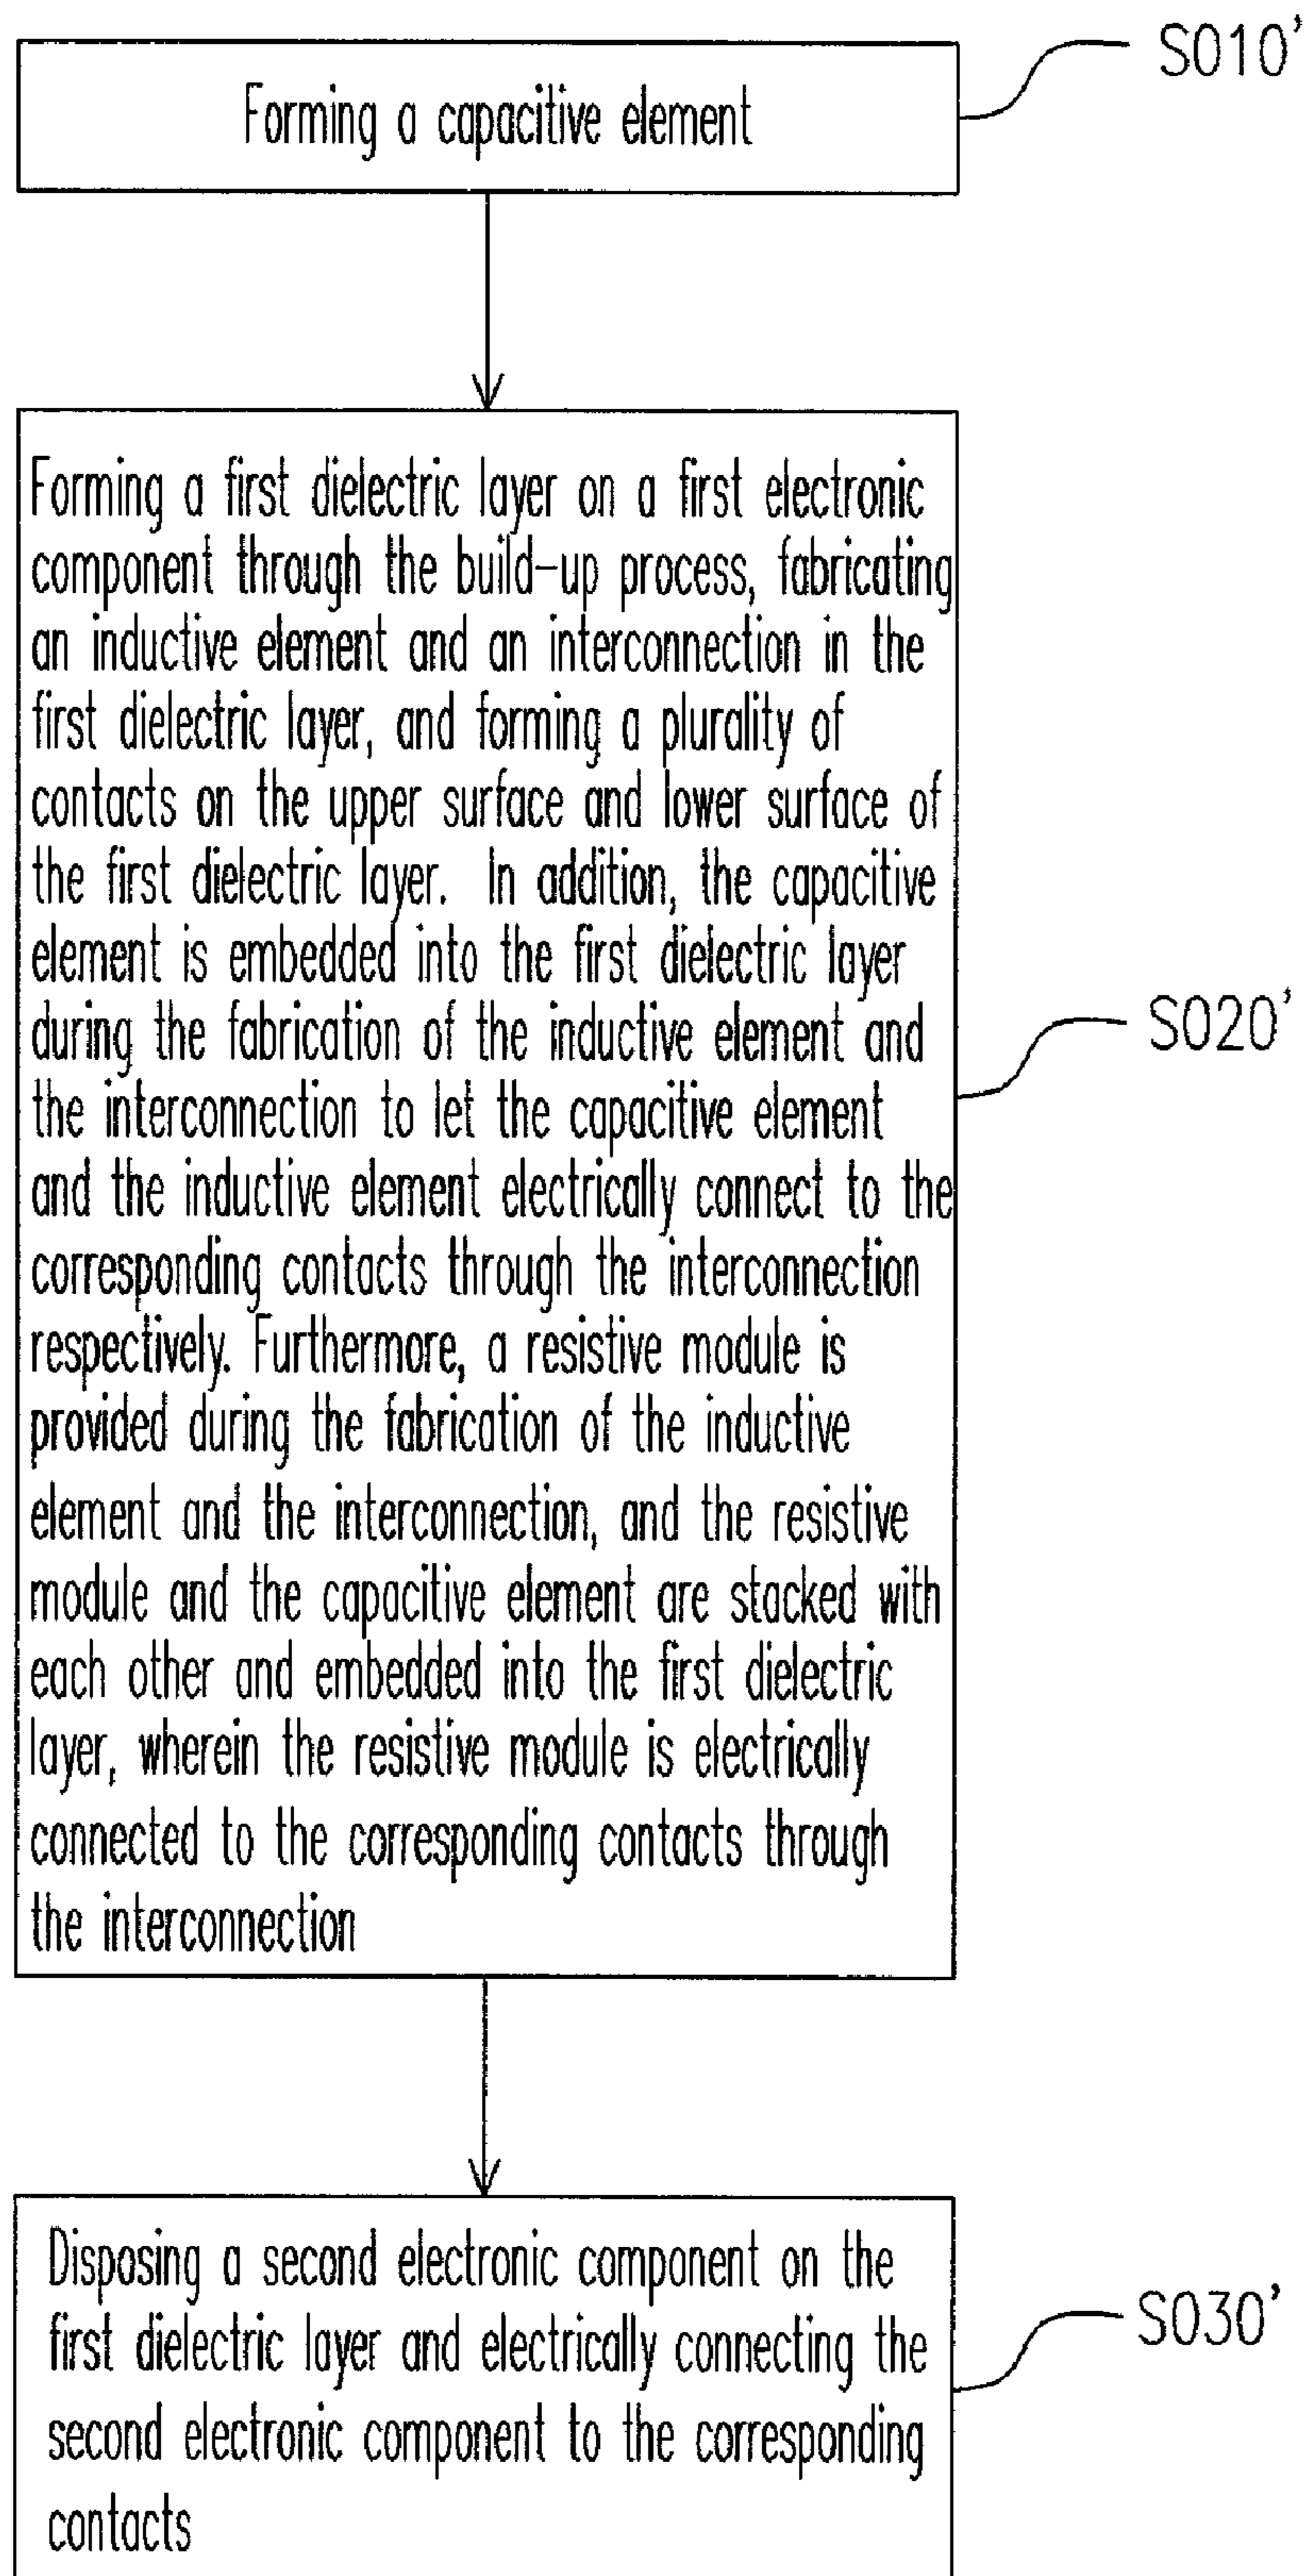 Forming a capacitive element
S010'
Forming a first dielectric layer on a first electronic
component through the build-up process, fabricating
an inductive element and an interconnection in the
first dielectric layer, and forming a plurality of
contacts on the upper surface and lower surface of
the first dielectric layer. In addition, the capacitive
element is embedded into the first dielectric layer
during the fabrication of the inductive element and
the interconnection to let the capacitive element
and the inductive element electrically connect to the
corresponding contacts through the interconnection
respectively. Furthermore, a resistive module is
provided during the fabrication of the inductive
element and the interconnection, and the resistive
module and the capacitive element are stacked with
each other and embedded into the first dielectric
layer, wherein the resistive module is electrically
connected to the corresponding contacts through
the interconnection
S020'
Disposing a second electronic component on the
first dielectric layer and electrically connecting the
second electronic component to the corresponding
contacts
S030'